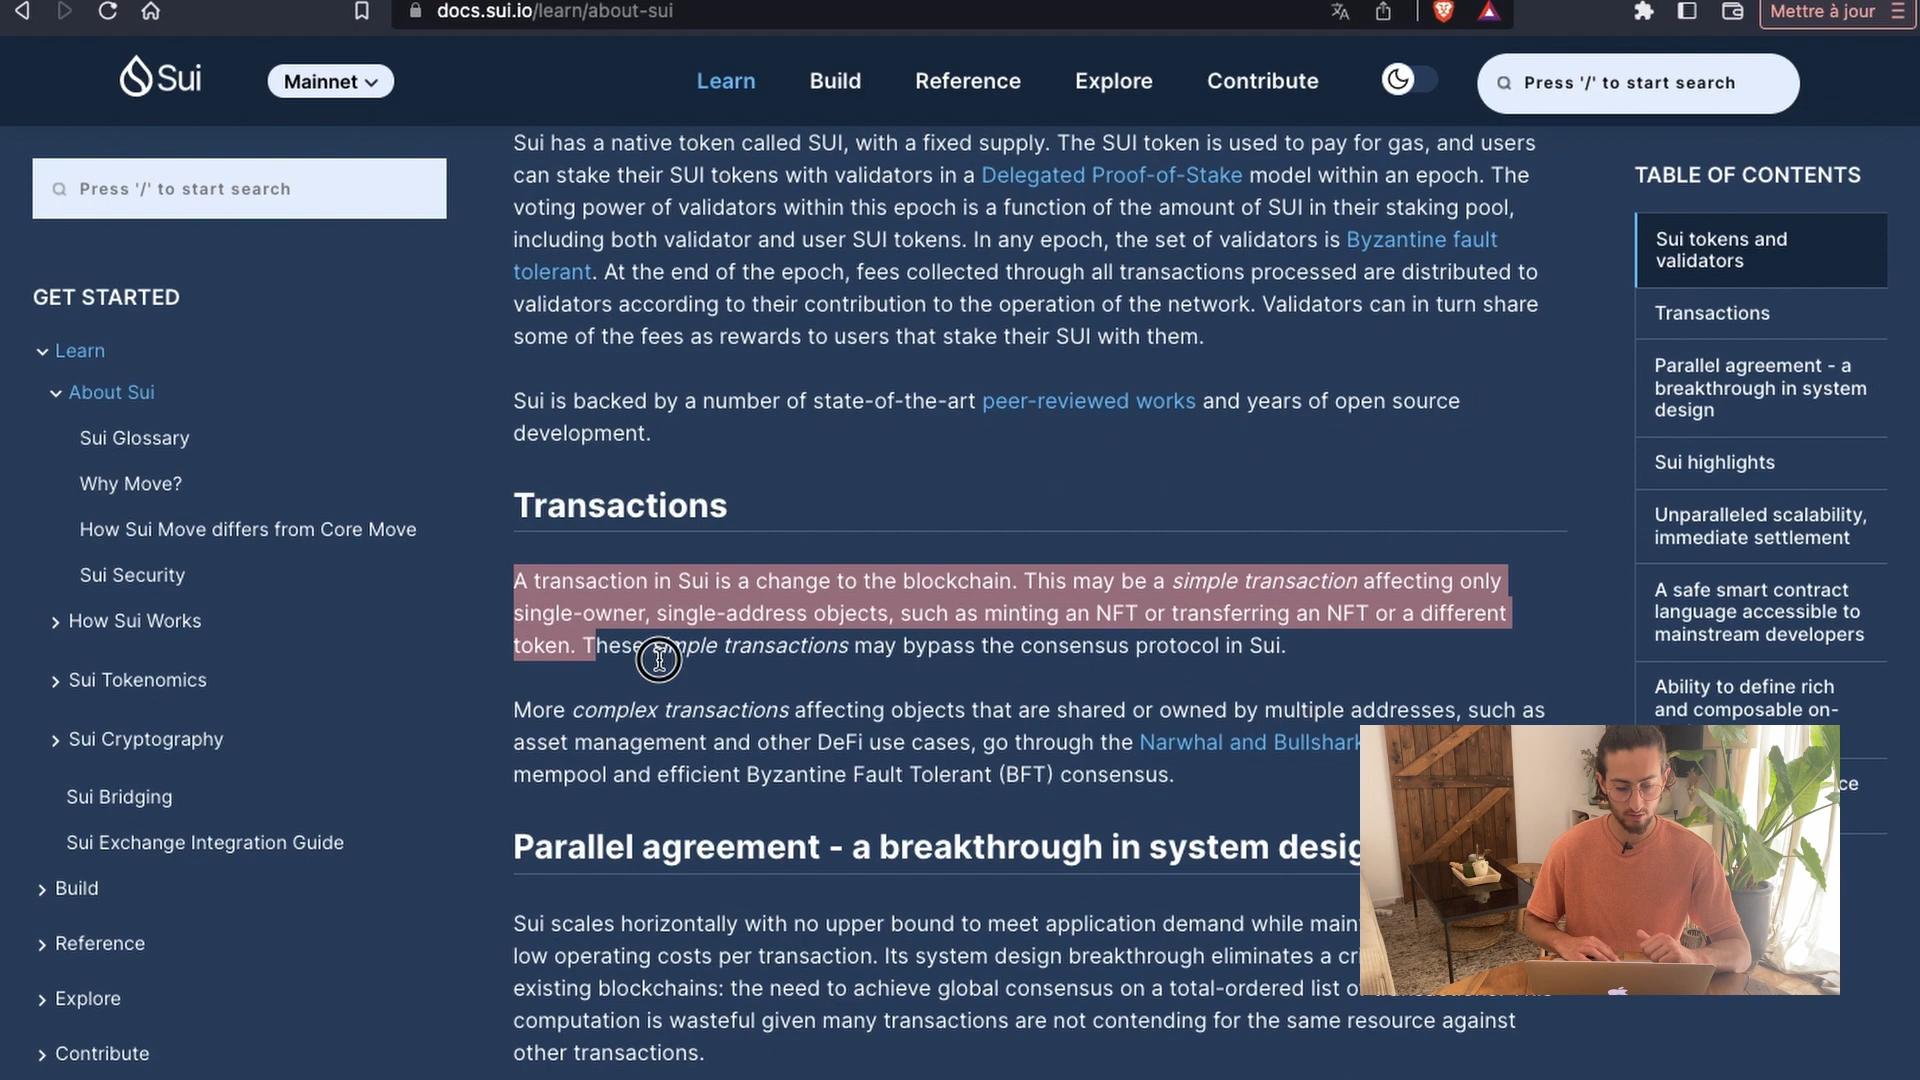 docs.sui.io/learn/about-sui
Mettre à jour
Sui
Mainnet
Learn
Build
Reference
Explore
Contribute
Press '/' to start search
Press '/' to start search
GET STARTED
Learn
About Sui
Sui Glossary
Why Move?
How Sui Move differs from Core Move
Sui Security
How Sui Works
Sui Tokenomics
Sui Cryptography
Sui Bridging
Sui Exchange Integration Guide
Build
Reference
Explore
Contribute
Sui has a native token called SUI, with a fixed supply. The SUI token is used to pay for gas, and users
can stake their SUI tokens with validators in a Delegated Proof-of-Stake model within an epoch. The
voting power of validators within this epoch is a function of the amount of SUI in their staking pool,
including both validator and user SUI tokens. In any epoch, the set of validators is Byzantine fault
tolerant. At the end of the epoch, fees collected through all transactions processed are distributed to
validators according to their contribution to the operation of the network. Validators can in turn share
some of the fees as rewards to users that stake their SUI with them.
Sui is backed by a number of state-of-the-art peer-reviewed works and years of open source
development.
Transactions
A transaction in Sui is a change to the blockchain. This may be a simple transaction affecting only
single-owner, single-address objects, such as minting an NFT or transferring an NFT or a different
token. These simple transactions may bypass the consensus protocol in Sui.
More complex transactions affecting objects that are shared or owned by multiple addresses, such as
asset management and other DeFi use cases, go through the Narwhal and Bullshark
mempool and efficient Byzantine Fault Tolerant (BFT) consensus.
Parallel agreement - a breakthrough in system desig
Sui scales horizontally with no upper bound to meet application demand while main
low operating costs per transaction. Its system design breakthrough eliminates a cri
existing blockchains: the need to achieve global consensus on a total-ordered list
computation is wasteful given many transactions are not contending for the same resource against
other transactions.
TABLE OF CONTENTS
Sui tokens and
validators
Transactions
Parallel agreement - a
breakthrough in system
design
Sui highlights
Unparalleled scalability,
immediate settlement
A safe smart contract
language accessible to
mainstream developers
Ability to define rich
and composable on-
ce